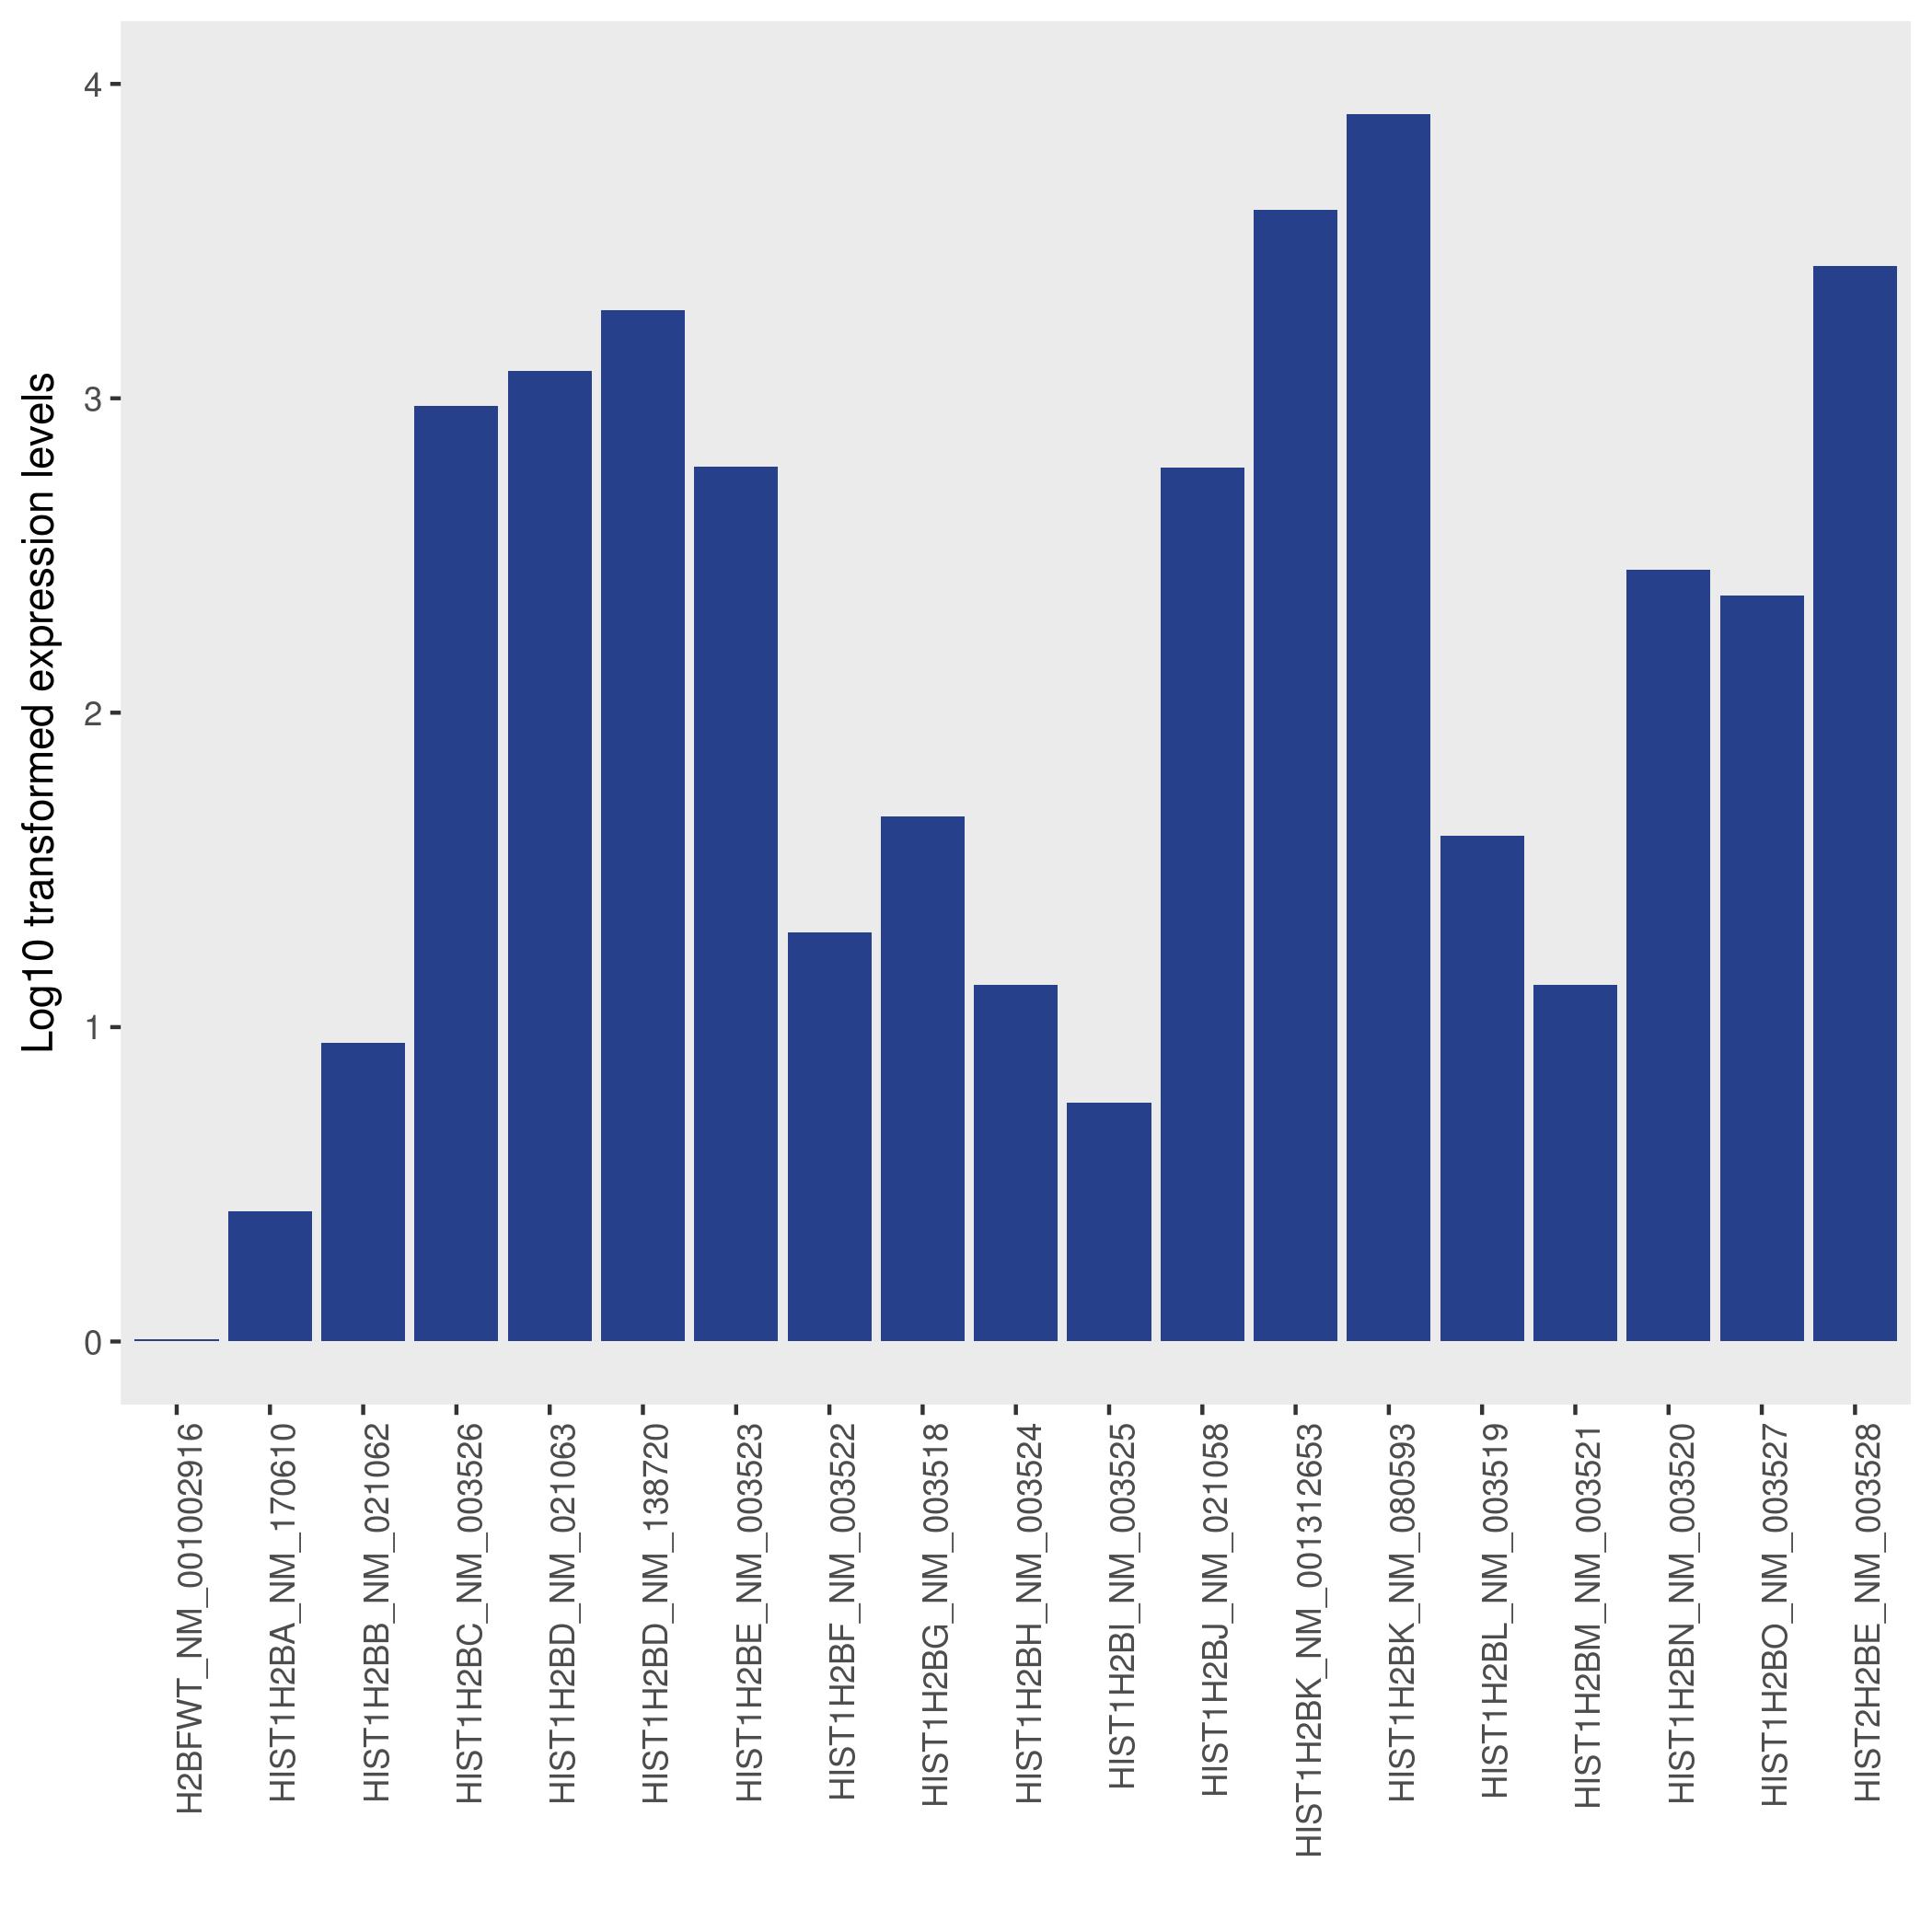 Log10 transformed expression levels
4
3
2
1
0
H2BFWT_NM_001002916
HIST1H2BA_NM_170610
HIST1H2BB_NM_021062
HIST1H2BC_NM_003526
HIST1H2BD_NM_021063
HIST1H2BD_NM_138720
HIST1H2BE_NM_003523
HIST1H2BF_NM_003522
HIST1H2BG_NM_003518
HIST1H2BH_NM_003524
HIST1H2BI_NM_003525
HIST1H2BJ_NM_021058
HIST1H2BK_NM_001312653
HIST1H2BK_NM_080593
HIST1H2BL_NM_003519
HIST1H2BM_NM_003521
HIST1H2BN_NM_003520
HIST1H2BO_NM_003527
HIST2H2BE_NM_003528